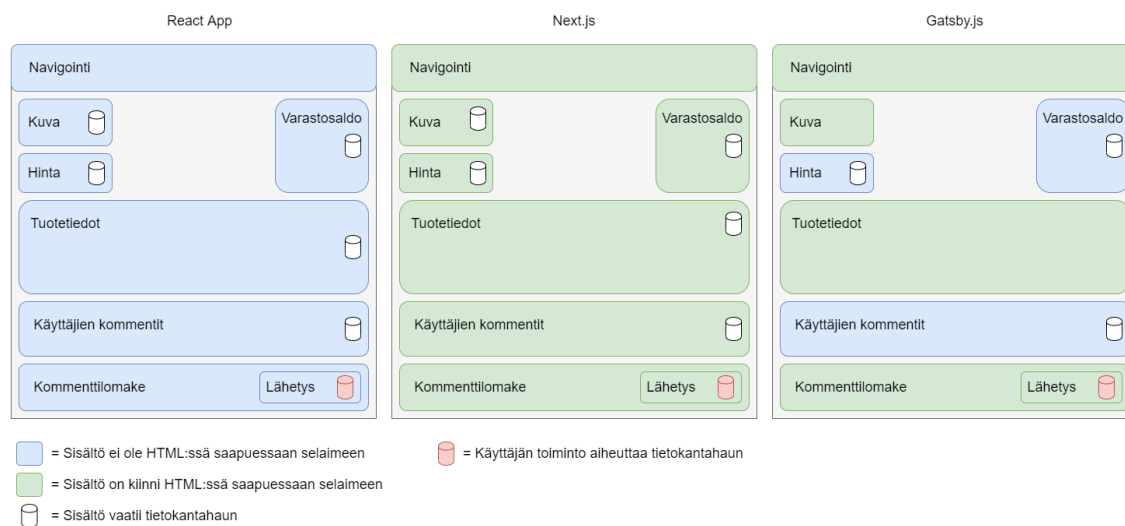 React App
Navigointi
Kuva
Varastosaldo
Hinta
Tuotetiedot
Käyttäjien kommentit
Kommenttilomake
Lähetys
Next.js
Navigointi
Kuva
Varastosaldo
Hinta
Tuotetiedot
Käyttäjien kommentit
Kommenttilomake
Lähetys
Gatsby.js
Navigointi
Kuva
Varastosaldo
Hinta
Tuotetiedot
Käyttäjien kommentit
Kommenttilomake
Lähetys
= Sisältö ei ole HTML:ssä saapuessaan selaimeen
= Sisältö on kiinni HTML:ssä saapuessaan selaimeen
= Sisältö vaatii tietokantahaun
= Käyttäjän toiminto aiheuttaa tietokantahaun